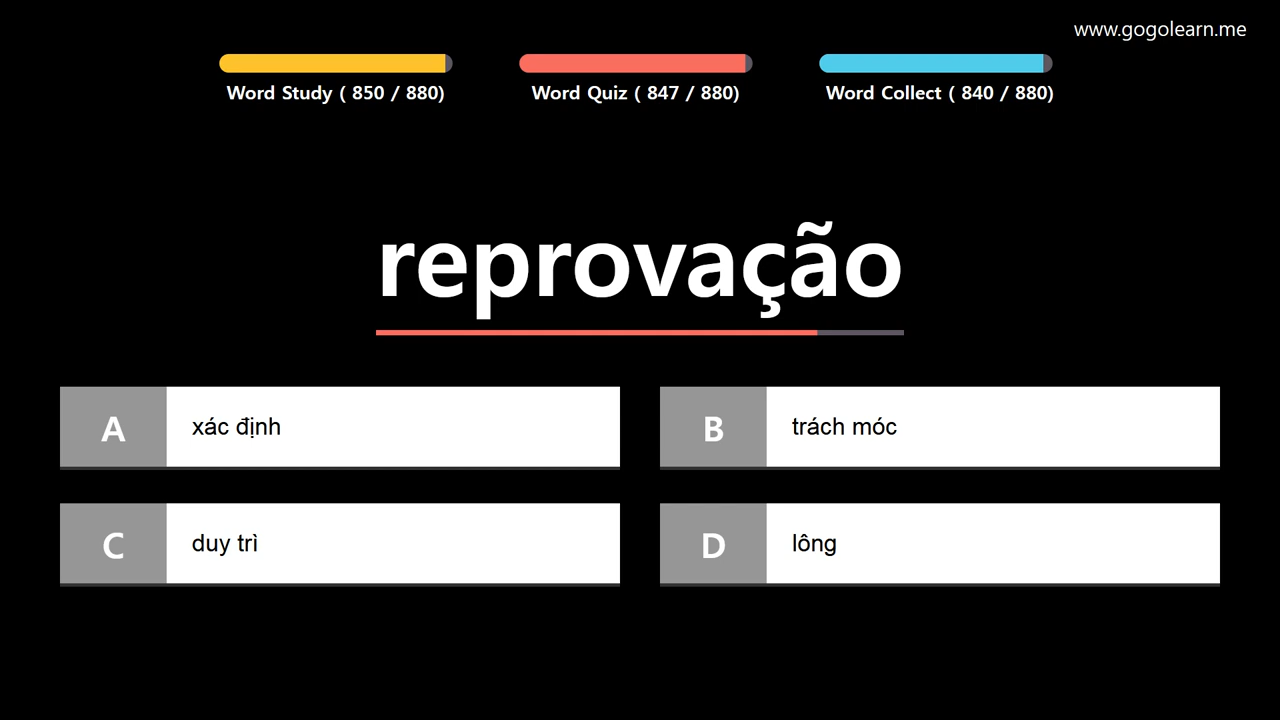 www.gogolearn.me
Word Study ( 850 / 880)
Word Quiz ( 847 / 880)
Word Collect ( 840 / 880)
reprovação
A xác định
B trách móc
C duy trì
D lông